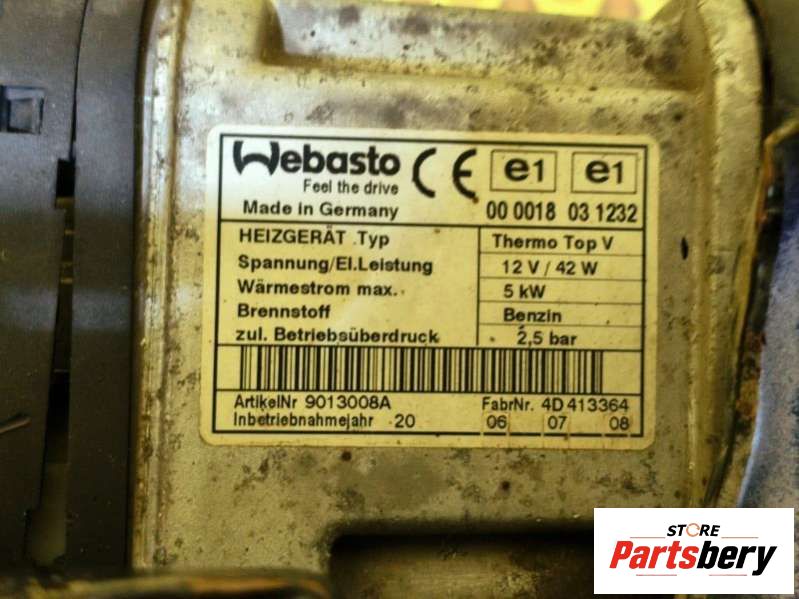 Webasto
Feel the drive
CE e1 e1
Made in Germany 00 0018 03 1232
HEIZGERÄT .Typ Thermo Top V
Spannung/El.Leistung 12 V / 42 W
Wärmestrom max. 5 kW
Brennstoff Benzin
zul. Betriebsüberdruck 2,5 bar
ArtikelNr 9013008A FabrNr. 4D 413364
Inbetriebnahmejahr 20 06 07 08
STORE
Partsbery